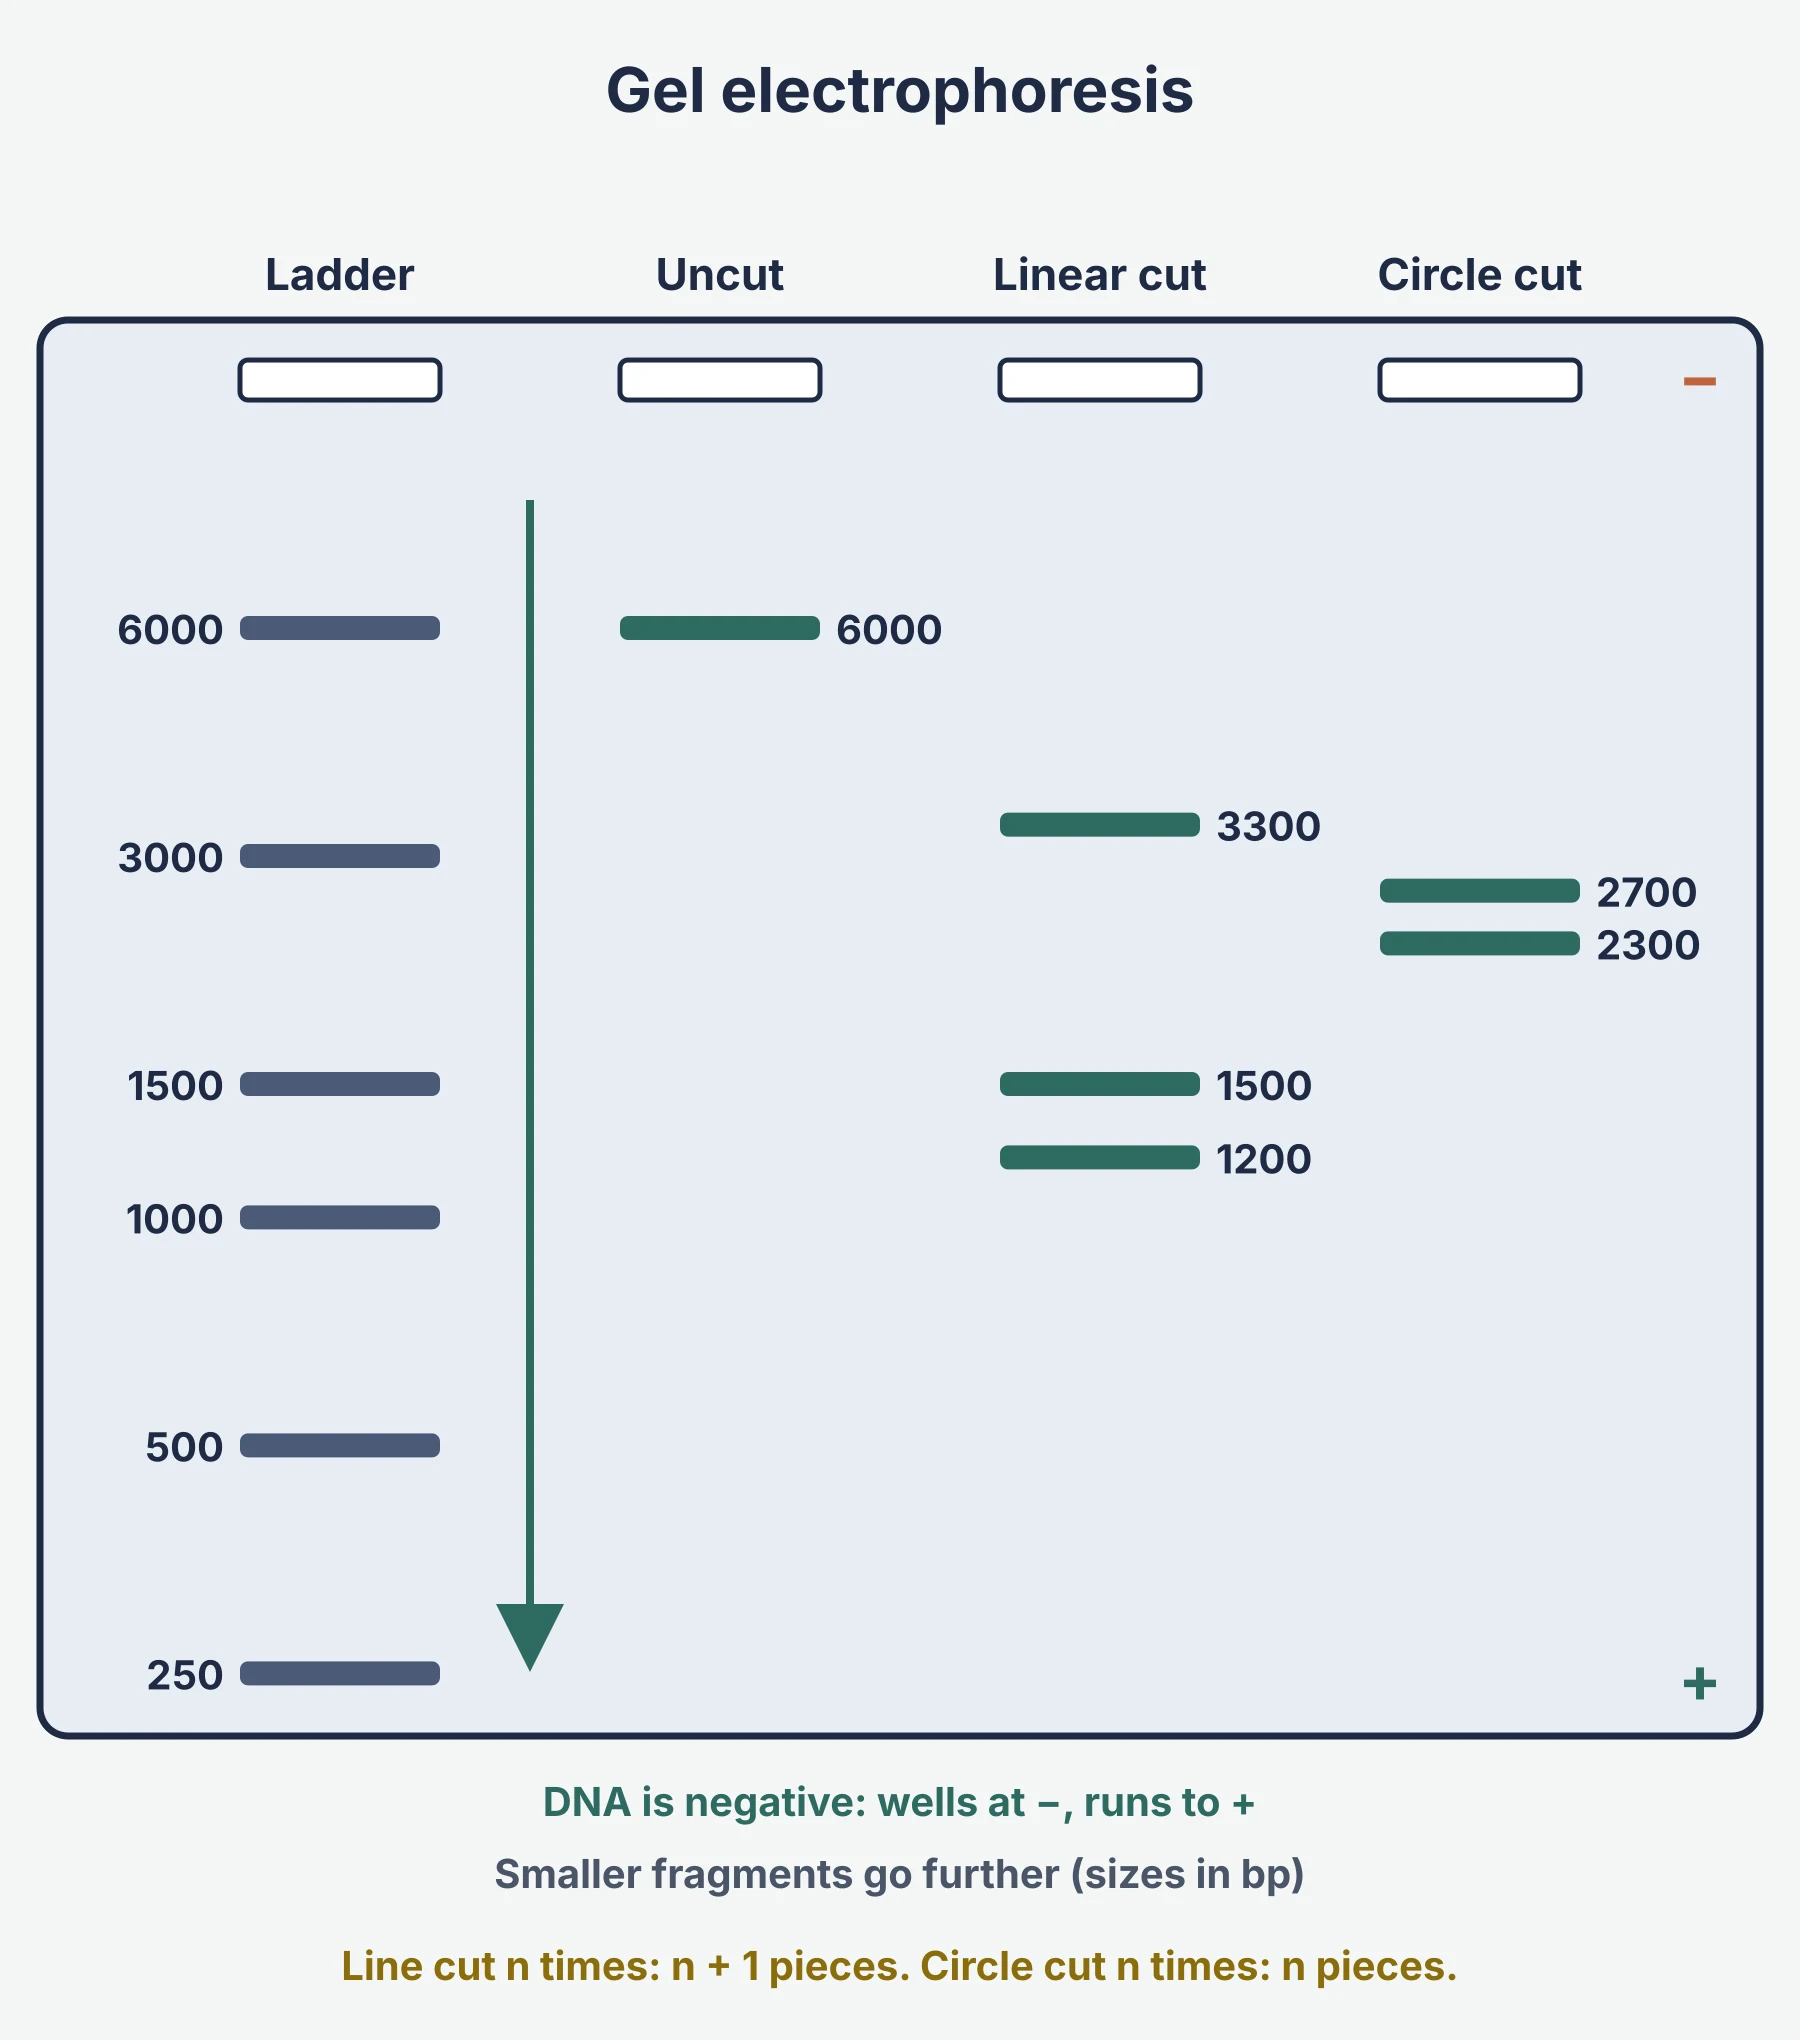 Gel electrophoresis
Ladder Uncut Linear cut Circle cut
−
6000 6000
3300
3000
2700
2300
1500 1500
1200
1000
500
250
+
DNA is negative: wells at −, runs to +
Smaller fragments go further (sizes in bp)
Line cut n times: n + 1 pieces. Circle cut n times: n pieces.